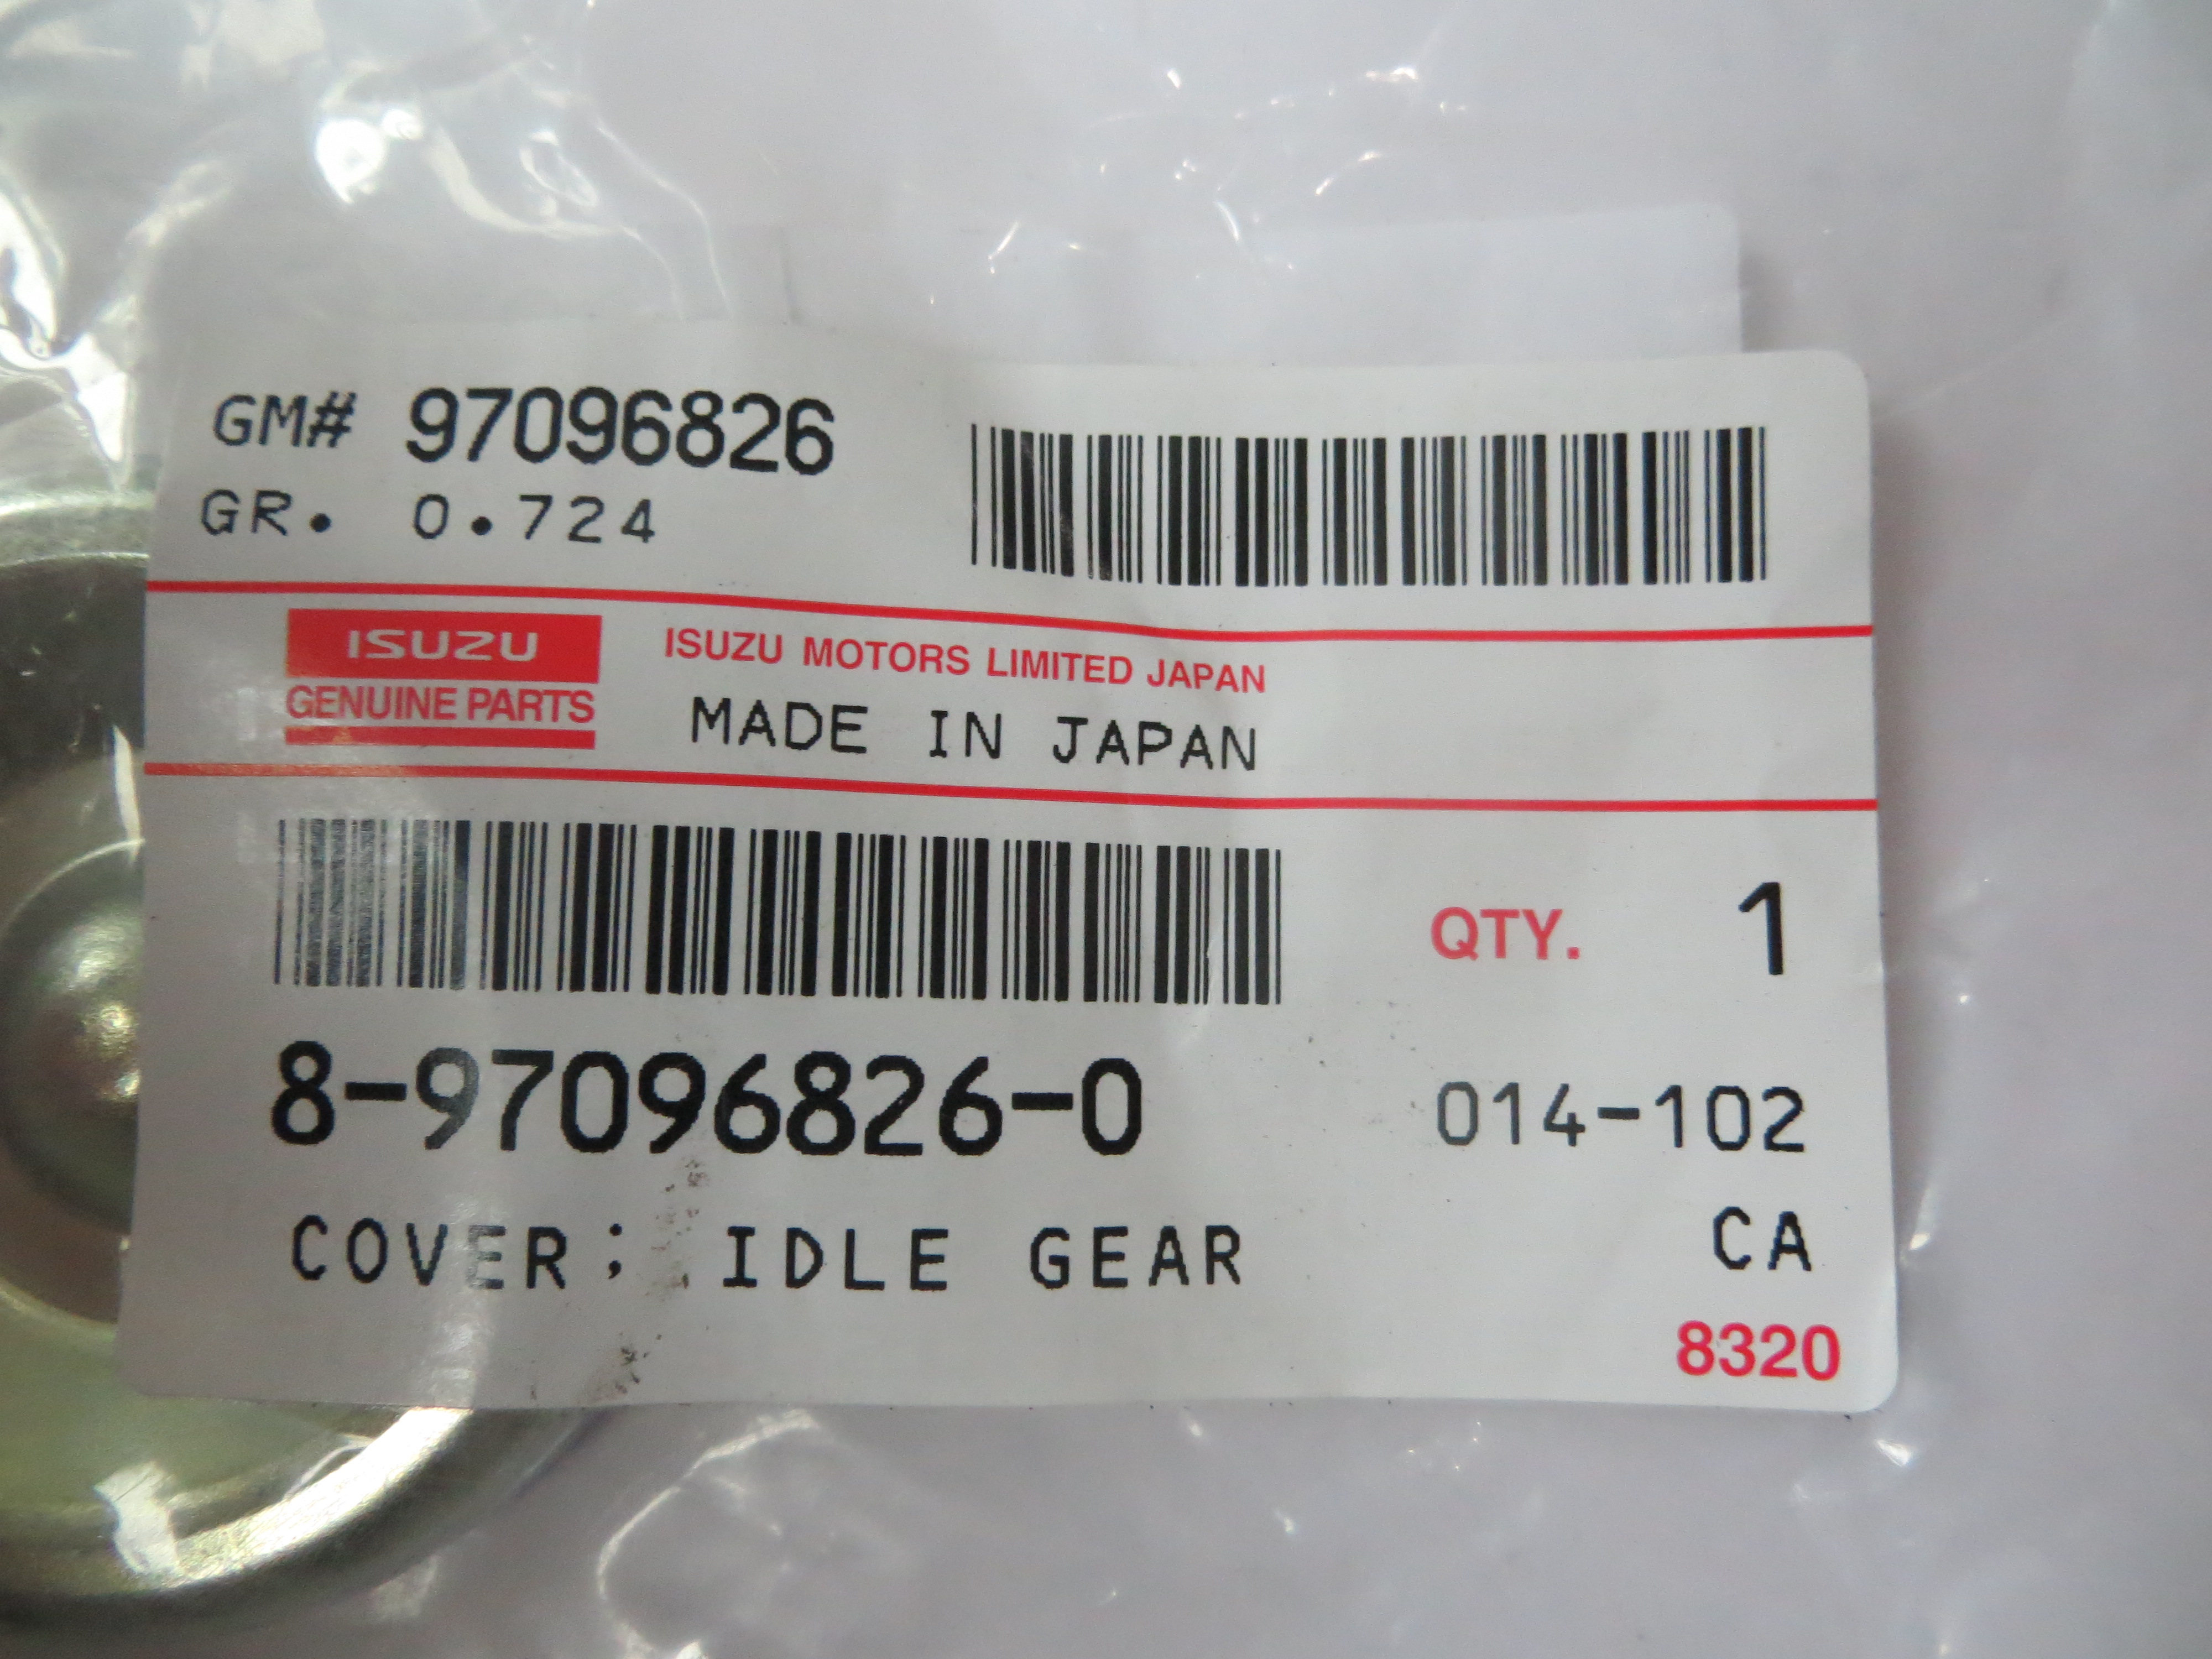 GM# 97096826
GR. 0.724
ISUZU
GENUINE PARTS
ISUZU MOTORS LIMITED JAPAN
MADE IN JAPAN
QTY. 1
8-97096826-0 014-102
COVER; IDLE GEAR CA
8320